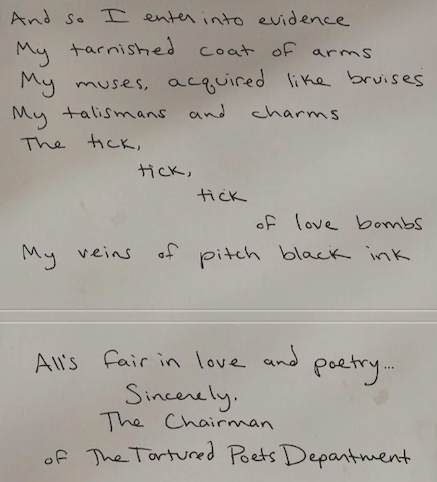 And so I enter into evidence
My tarnished coat of arms
My muses, acquired like bruises
My talismans and charms
The tick,
tick,
tick
of love bombs
My veins of pitch black ink
All's fair in love and poetry...
Sincerely,
The Chairman
of The Tortured Poets Department